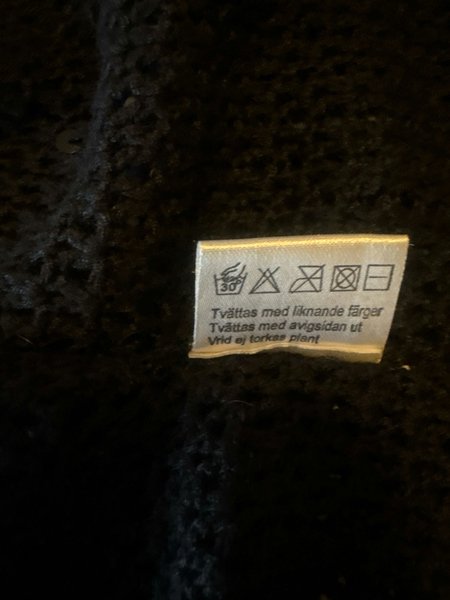 30
Tvättas med liknande färger
Tvättas med avigsidan ut
Vrid ej torkas plant